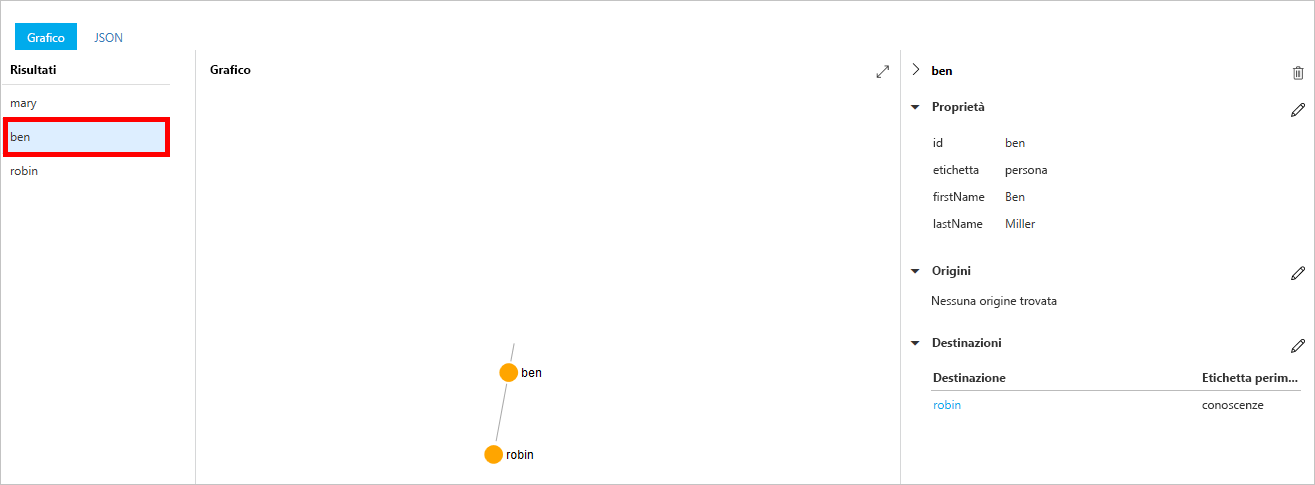 Grafico JSON
Risultati
mary
ben
robin
Grafico
ben
robin
ben
Proprietà
id ben
etichetta persona
firstName Ben
lastName Miller
Origini
Nessuna origine trovata
Destinazioni
Destinazione Etichetta perim...
robin conoscenze